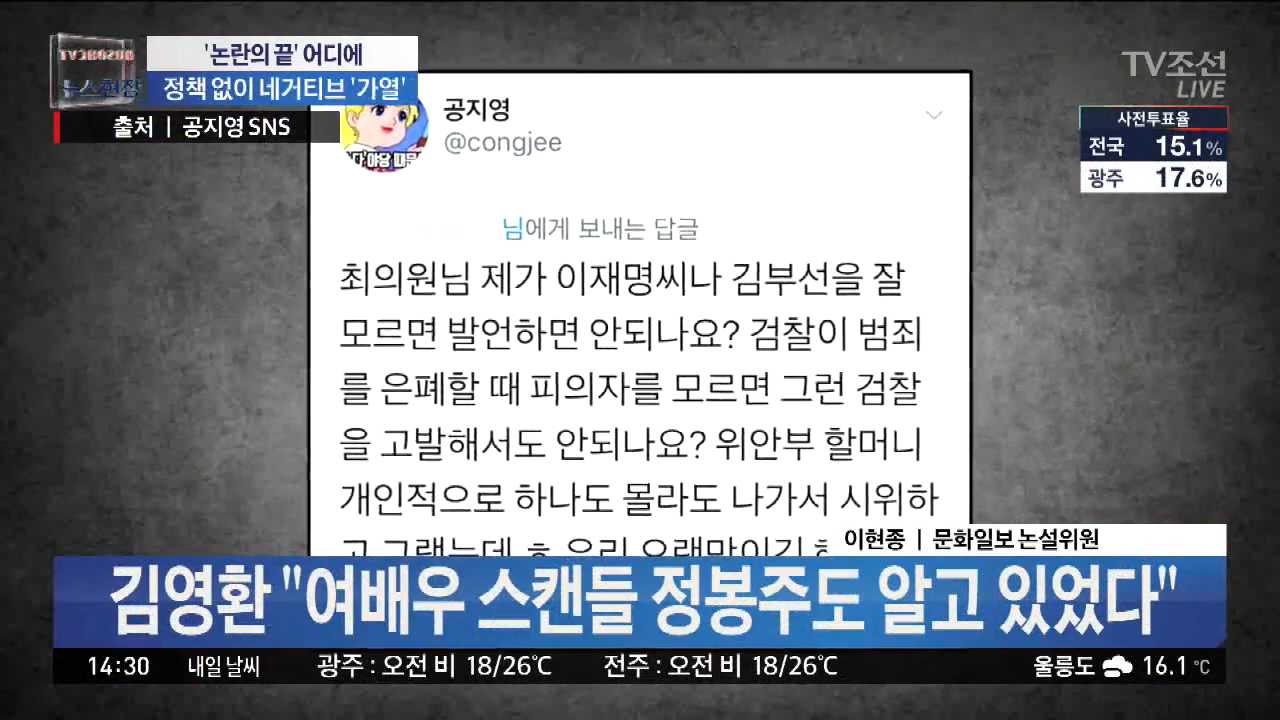 '논란의 끝' 어디에
정책 없이 네거티브 '가열'
뉴스현장
출처 | 공지영 SNS
TV조선
LIVE
사전투표율
전국 15.1%
광주 17.6%
공지영
@congjee
님에게 보내는 답글
최의원님 제가 이재명씨나 김부선을 잘
모르면 발언하면 안되나요? 검찰이 범죄
를 은폐할 때 피의자를 모르면 그런 검찰
을 고발해서도 안되나요? 위안부 할머니
개인적으로 하나도 몰라도 나가서 시위하
이현종 | 문화일보 논설위원
김영환 "여배우 스캔들 정봉주도 알고 있었다"
14:30 내일 날씨 광주 : 오전 비 18/26℃ 전주 : 오전 비 18/26℃ 울릉도 16.1℃